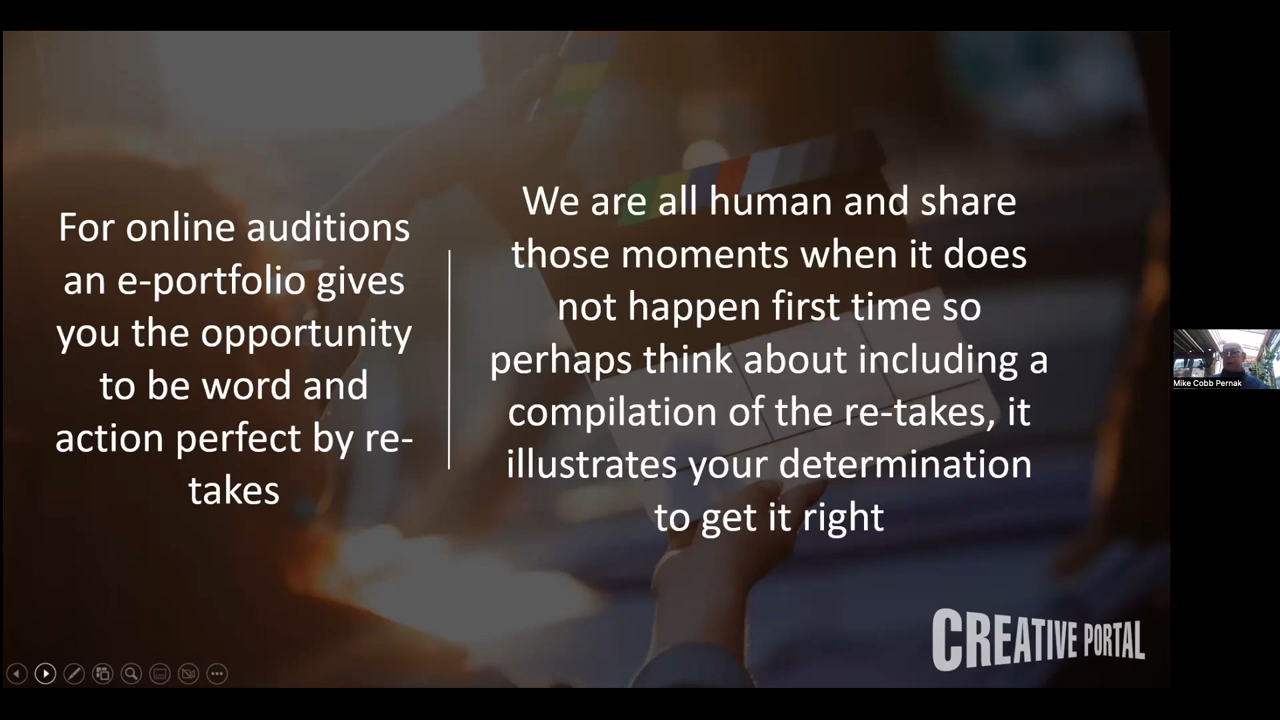 For online auditions
an e-portfolio gives
you the opportunity
to be word and
action perfect by re-
takes
We are all human and share
those moments when it does
not happen first time so
perhaps think about including a
compilation of the re-takes, it
illustrates your determination
to get it right
CREATIVE PORTAL
Mike Cobb Pernak